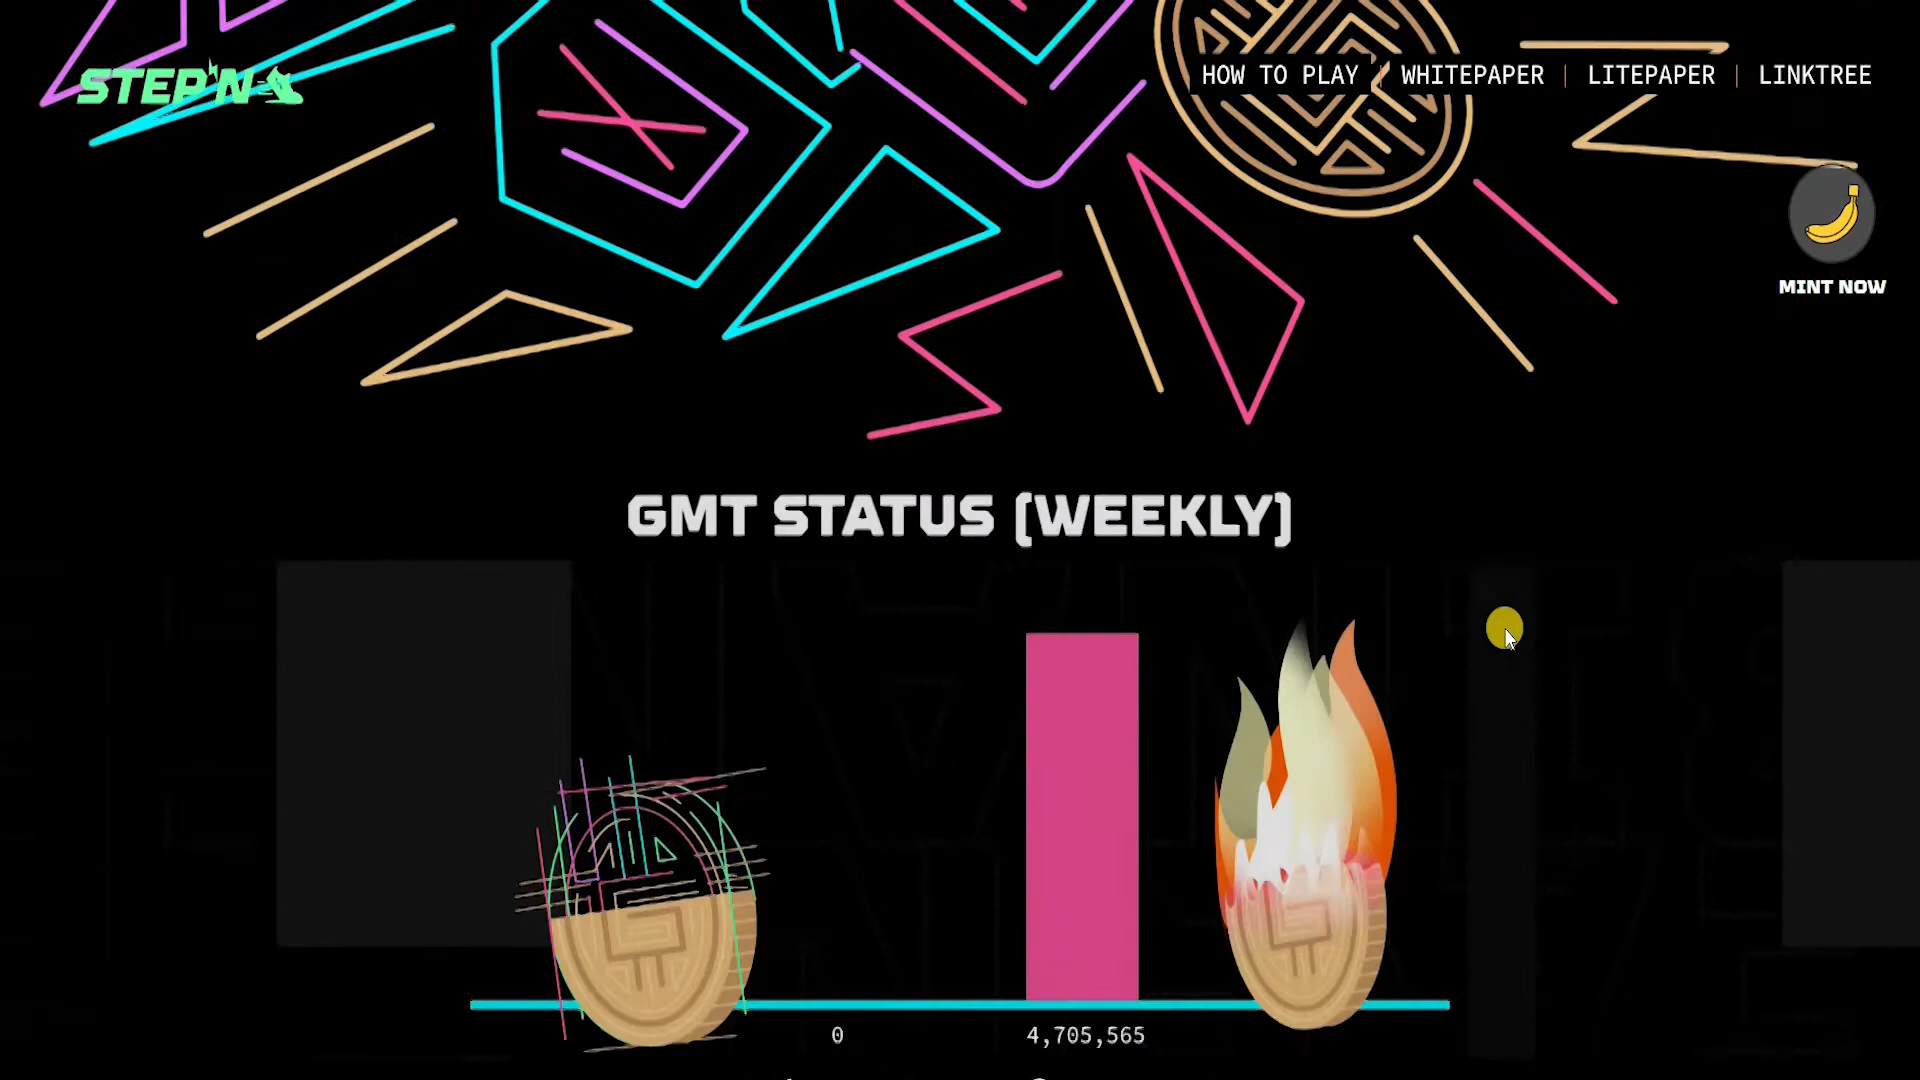 STEP'N
HOW TO PLAY | WHITEPAPER | LITEPAPER | LINKTREE
MINT NOW
GMT STATUS (WEEKLY)
0
4,705,565